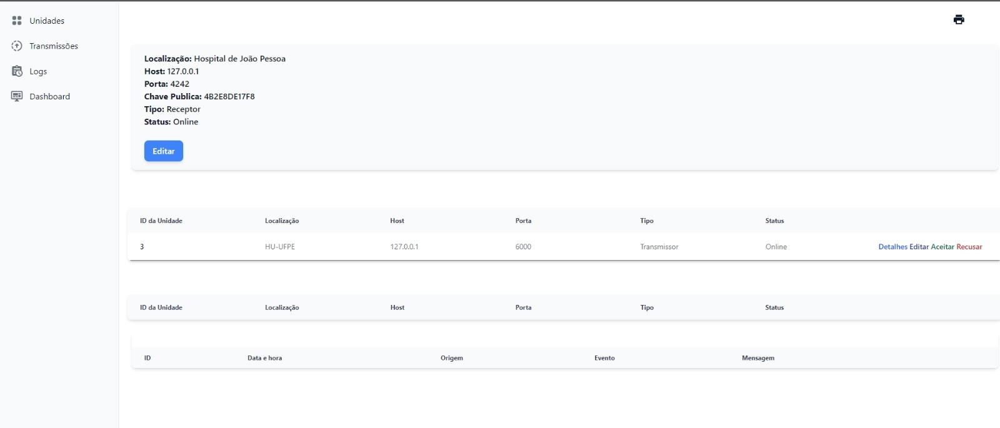 Unidades
Transmissões
Logs
Dashboard
Localização: Hospital de João Pessoa
Host: 127.0.0.1
Porta: 4242
Chave Publica: 4B2E8DE17F8
Tipo: Receptor
Status: Online
Editar
ID da Unidade Localização Host Porta Tipo Status
3 HU-UFPE 127.0.0.1 6000 Transmissor Online Detalhes Editar Aceitar Recusar
ID da Unidade Localização Host Porta Tipo Status
ID Data e hora Origem Evento Mensagem